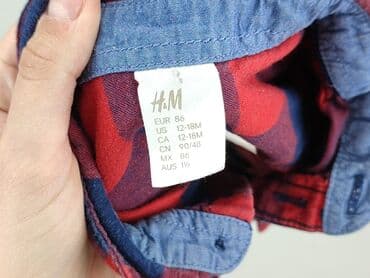 H&M
EUR 86
US 12-18M
CA 12-18M
CN 90/48
MX 86
AUS 1½